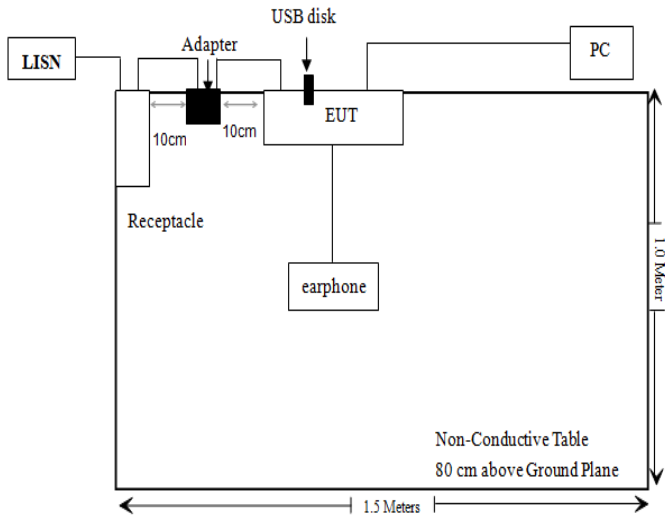 USB disk
Adapter
LISN
PC
EUT
10cm
10cm
Receptacle
earphone
1.0 Meter
Non-Conductive Table
80 cm above Ground Plane
1.5 Meters